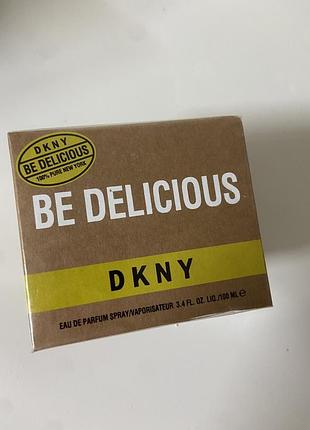 DKNY
BE DELICIOUS
100% PURE NEW YORK
BE DELICIOUS
DKNY
EAU DE PARFUM SPRAY/VAPORISATEUR 3.4 FL. OZ. LIQ./100 ML ℮